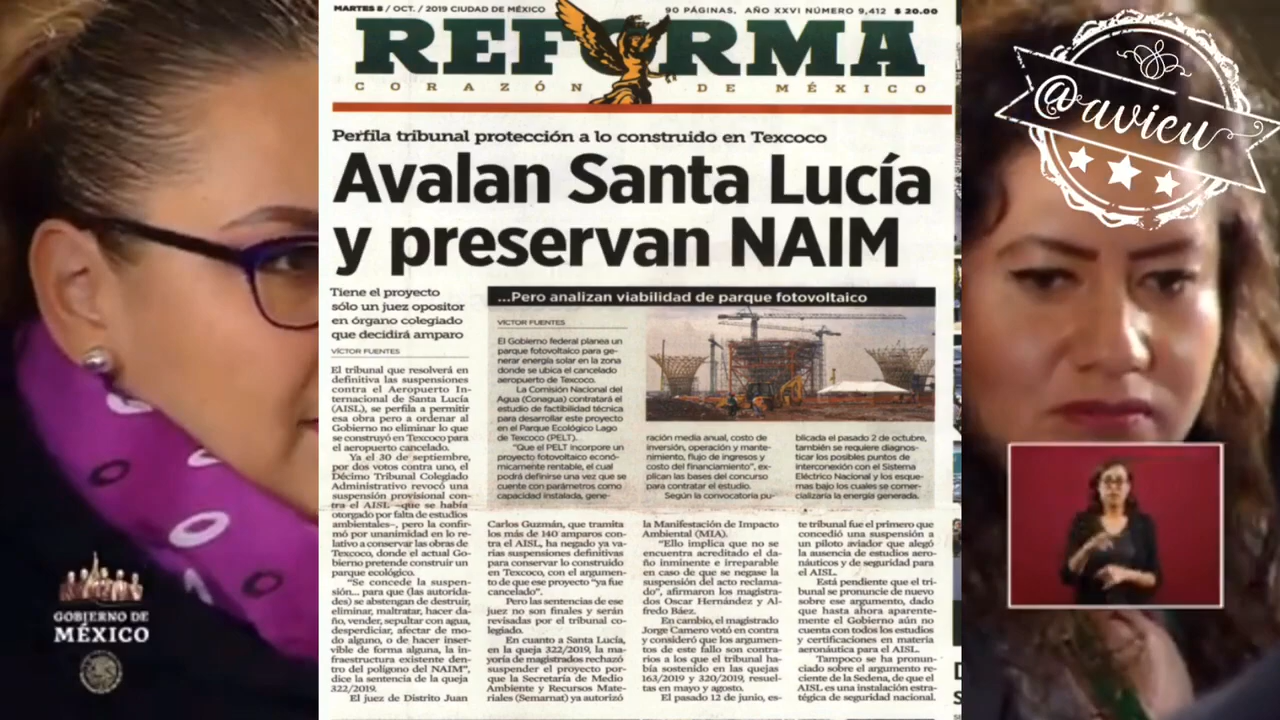 MARTES 8 / OCT. / 2019 CIUDAD DE MÉXICO
90 PÁGINAS, AÑO XXVI NÚMERO 9,412 $ 20.00
REFORMA
CORAZÓN DE MÉXICO
@avicu
Perfila tribunal protección a lo construido en Texcoco
Avalan Santa Lucía
y preservan NAIM
Tiene el proyecto
sólo un juez opositor
en órgano colegiado
que decidirá amparo
VÍCTOR FUENTES
El tribunal que resolverá en
definitiva las suspensiones
contra el Aeropuerto In-
ternacional de Santa Lucía
(AISL), se perfila a permitir
esa obra pero a ordenar al
Gobierno no eliminar lo que
se construyó en Texcoco para
el aeropuerto cancelado.
Ya el 30 de septiembre,
por dos votos contra uno, el
Décimo Tribunal Colegiado
Administrativo revocó una
suspensión provisional con-
tra el AISL –que se había
otorgado por falta de estudios
ambientales–, pero la confir-
mó por unanimidad en lo re-
lativo a conservar las obras de
Texcoco, donde el actual Go-
bierno pretende construir un
parque ecológico.
"Se concede la suspen-
sión... para que (las autorida-
des) se abstengan de destruir,
eliminar, maltratar, hacer da-
ño, vender, sepultar con agua,
desperdiciar, afectar de mo-
do alguno, o de hacer inser-
vible de forma alguna, la in-
fraestructura existente den-
tro del polígono del NAIM",
dice la sentencia de la queja
322/2019.
El juez de Distrito Juan
...Pero analizan viabilidad de parque fotovoltaico
VÍCTOR FUENTES
El Gobierno federal planea un
parque fotovoltaico para ge-
nerar energía solar en la zona
donde se ubica el cancelado
aeropuerto de Texcoco.
La Comisión Nacional del
Agua (Conagua) contratará el
estudio de factibilidad técnica
para desarrollar este proyecto
en el Parque Ecológico Lago
de Texcoco (PELT).
"Que el PELT incorpore un
proyecto fotovoltaico econó-
micamente rentable, el cual
podrá definirse una vez que se
cuente con parámetros como
capacidad instalada, gene-
ración media anual, costo de
inversión, operación y mante-
nimiento, flujo de ingresos y
costo del financiamiento", ex-
plican las bases del concurso
para contratar el estudio.
Según la convocatoria pu-
blicada el pasado 2 de octubre,
también se requiere diagnos-
ticar los posibles puntos de
interconexión con el Sistema
Eléctrico Nacional y los esque-
mas bajo los cuales se comer-
cializaría la energía generada.
Carlos Guzmán, que tramita
los más de 140 amparos contra
el AISL, ha negado ya va-
rias suspensiones definitivas
para conservar lo construido
en Texcoco, con el argumen-
to de que ese proyecto "ya fue
cancelado".
Pero las sentencias de ese
juez no son finales y serán
revisadas por el tribunal co-
legiado.
En cuanto a Santa Lucía,
en la queja 322/2019, la ma-
yoría de magistrados rechazó
suspender el proyecto por-
que la Secretaría de Medio
Ambiente y Recursos Mate-
riales (Semarnat) ya autorizó
la Manifestación de Impacto
Ambiental (MIA).
"Ello implica que no se
encuentra acreditado el da-
ño inminente e irreparable
en caso de que se negase la
suspensión del acto reclama-
do", afirmaron los magistra-
dos Oscar Hernández y Al-
fredo Báez.
En cambio, el magistrado
Jorge Camero votó en contra
y consideró que los argumen-
tos de este fallo son contra-
rios a los que el tribunal ha-
bía sostenido en las quejas
163/2019 y 320/2019, resuel-
tas en mayo y agosto.
El pasado 12 de junio, es-
te tribunal fue el primero que
concedió una suspensión a
un piloto aviador que alegó
la ausencia de estudios aero-
náuticos y de seguridad para
el AISL.
Está pendiente que el tri-
bunal se pronuncie de nuevo
sobre ese argumento, dado
que hasta ahora aparente-
mente el Gobierno aún no
cuenta con todos los estudios
y certificaciones en materia
aeronáutica para el AISL.
Tampoco se ha pronun-
ciado sobre el argumento re-
ciente de la Sedena, de que el
AISL es una instalación estra-
tégica de seguridad nacional.
GOBIERNO DE
MÉXICO